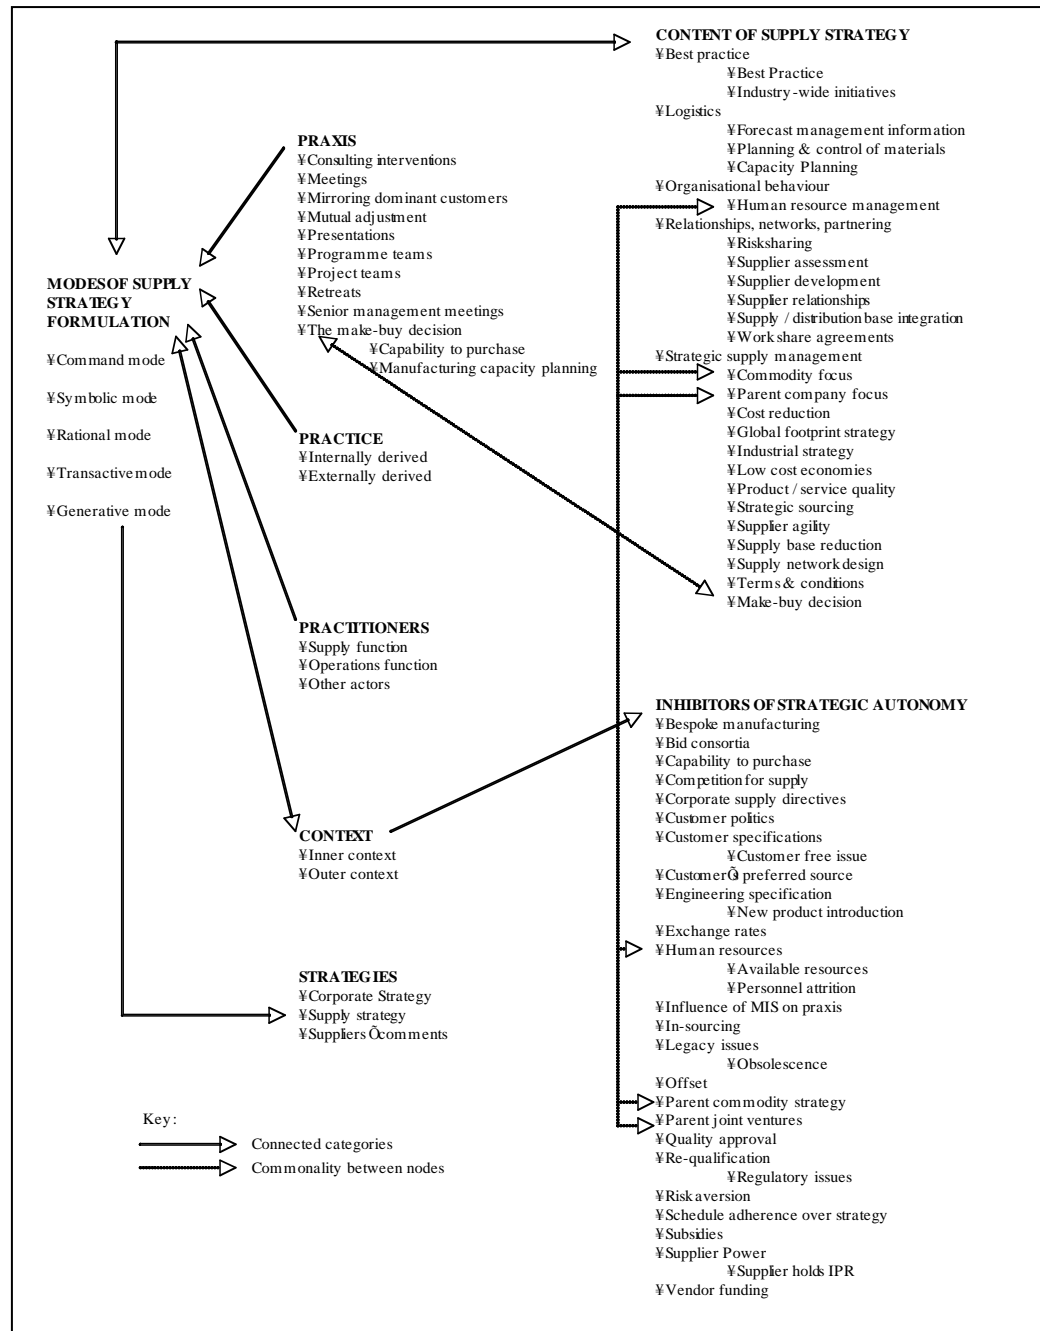 CONTENT OF SUPPLY STRATEGY
¥Best practice
¥Best Practice
¥Industry-wide initiatives
¥Logistics
¥Forecast management information
¥Planning & control of materials
¥Capacity Planning
¥Organisational behaviour
¥Human resource management
¥Relationships, networks, partnering
¥Risksharing
¥Supplier assessment
¥Supplier development
¥Supplier relationships
¥Supply / distribution base integration
¥Work share agreements
¥Strategic supply management
¥Commodity focus
¥Parent company focus
¥Cost reduction
¥Global footprint strategy
¥Industrial strategy
¥Low cost economies
¥Product / service quality
¥Strategic sourcing
¥Supplier agility
¥Supply base reduction
¥Supply network design
¥Terms & conditions
¥Make-buy decision
PRAXIS
¥Consulting interventions
¥Meetings
¥Mirroring dominant customers
¥Mutual adjustment
¥Presentations
¥Programme teams
¥Project teams
¥Retreats
¥Senior management meetings
¥The make-buy decision
¥Capability to purchase
¥Manufacturing capacity planning
MODES OF SUPPLY
STRATEGY
FORMULATION
¥Command mode
¥Symbolic mode
¥Rational mode
¥Transactive mode
¥Generative mode
PRACTICE
¥Internally derived
¥Externally derived
PRACTITIONERS
¥Supply function
¥Operations function
¥Other actors
CONTEXT
¥Inner context
¥Outer context
STRATEGIES
¥Corporate Strategy
¥Supply strategy
¥Suppliers Õcomments
INHIBITORS OF STRATEGIC AUTONOMY
¥Bespoke manufacturing
¥Bid consortia
¥Capability to purchase
¥Competition for supply
¥Corporate supply directives
¥Customer politics
¥Customer specifications
¥Customer free issue
¥CustomerÕs preferred source
¥Engineering specification
¥New product introduction
¥Exchange rates
¥Human resources
¥Available resources
¥Personnel attrition
¥Influence of MIS on praxis
¥In-sourcing
¥Legacy issues
¥Obsolescence
¥Offset
¥Parent commodity strategy
¥Parent joint ventures
¥Quality approval
¥Re-qualification
¥Regulatory issues
¥Risk aversion
¥Schedule adherence over strategy
¥Subsidies
¥Supplier Power
¥Supplier holds IPR
¥Vendor funding
Key:
Connected categories
Commonality between nodes